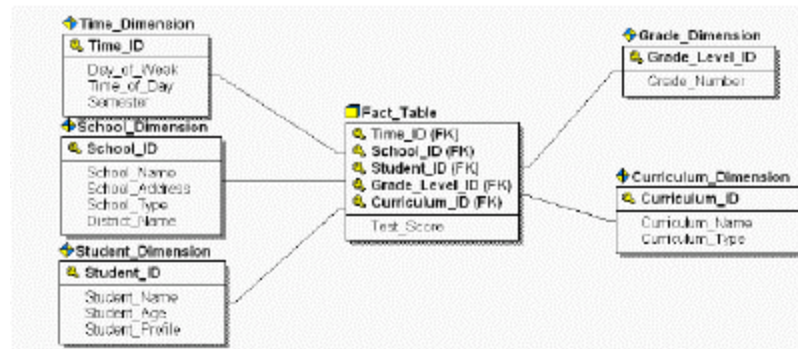 Time_Dimension
Time_ID
Day_of_Week
Time_of_Day
Semester
School_Dimension
School_ID
School_Name
School_Address
School_Type
District_Name
Student_Dimension
Student_ID
Student_Name
Student_Age
Student_Profile
Fact_Table
Time_ID (FK)
School_ID (FK)
Student_ID (FK)
Grade_Level_ID (FK)
Curriculum_ID (FK)
Test_Score
Grade_Dimension
Grade_Level_ID
Grade_Number
Curriculum_Dimension
Curriculum_ID
Curriculum_Name
Curriculum_Type